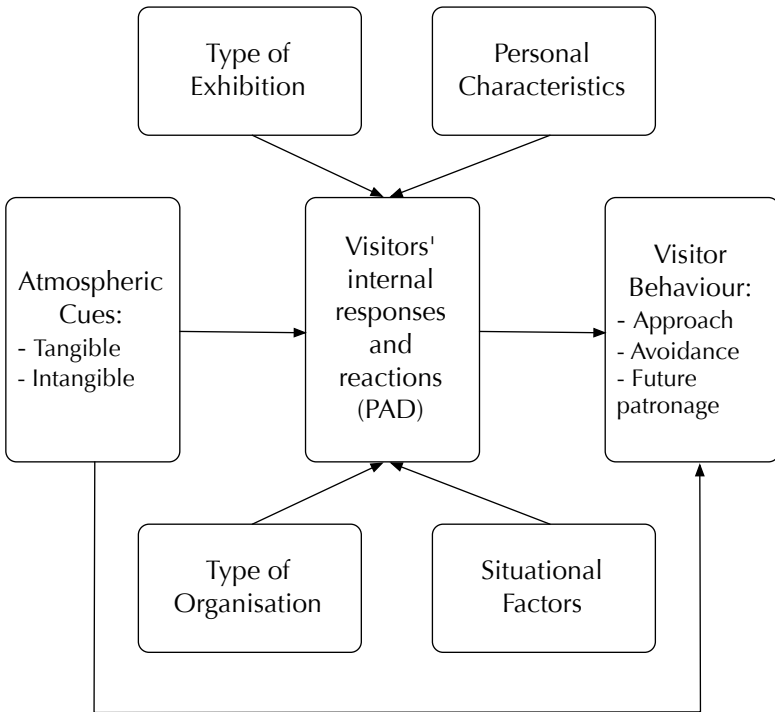 Type of
Exhibition
Personal
Characteristics
Atmospheric
Cues:
- Tangible
- Intangible
Visitors'
internal
responses
and
reactions
(PAD)
Visitor
Behaviour:
- Approach
- Avoidance
- Future
patronage
Type of
Organisation
Situational
Factors